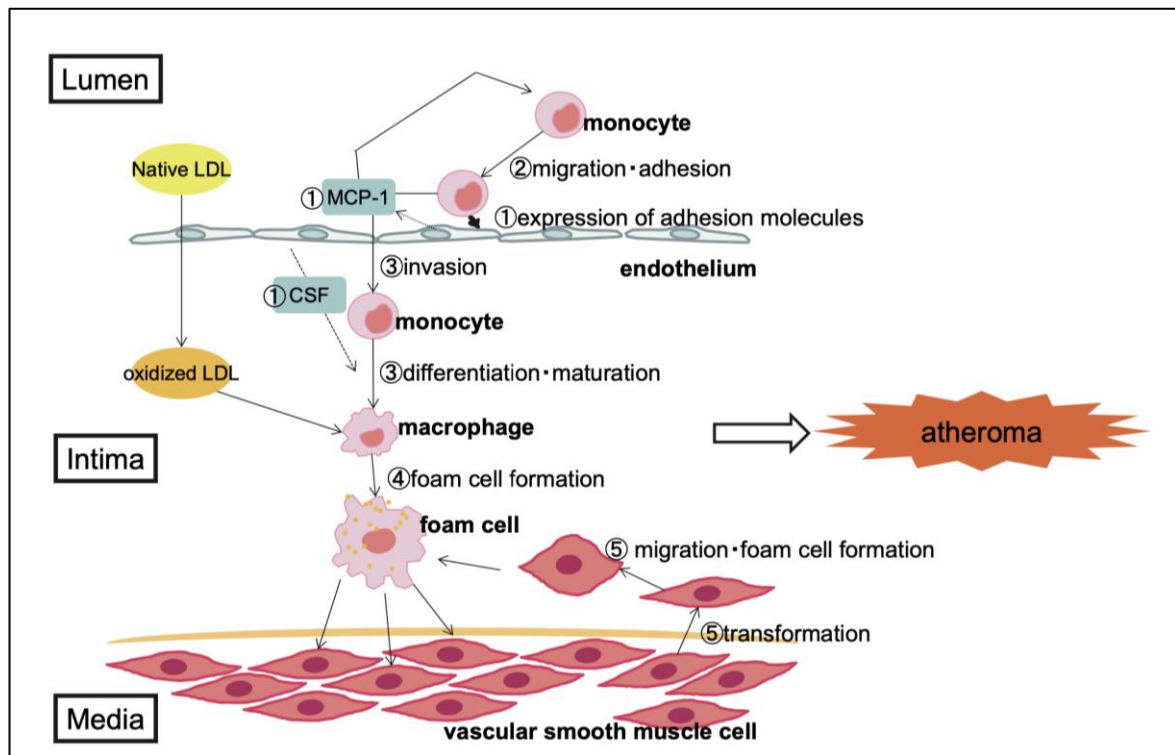 Lumen
monocyte
Native LDL
②migration・adhesion
①MCP-1
①expression of adhesion molecules
endothelium
③invasion
①CSF
monocyte
oxidized LDL
③differentiation・maturation
macrophage
atheroma
Intima
④foam cell formation
foam cell
⑤ migration・foam cell formation
⑤transformation
Media
vascular smooth muscle cell